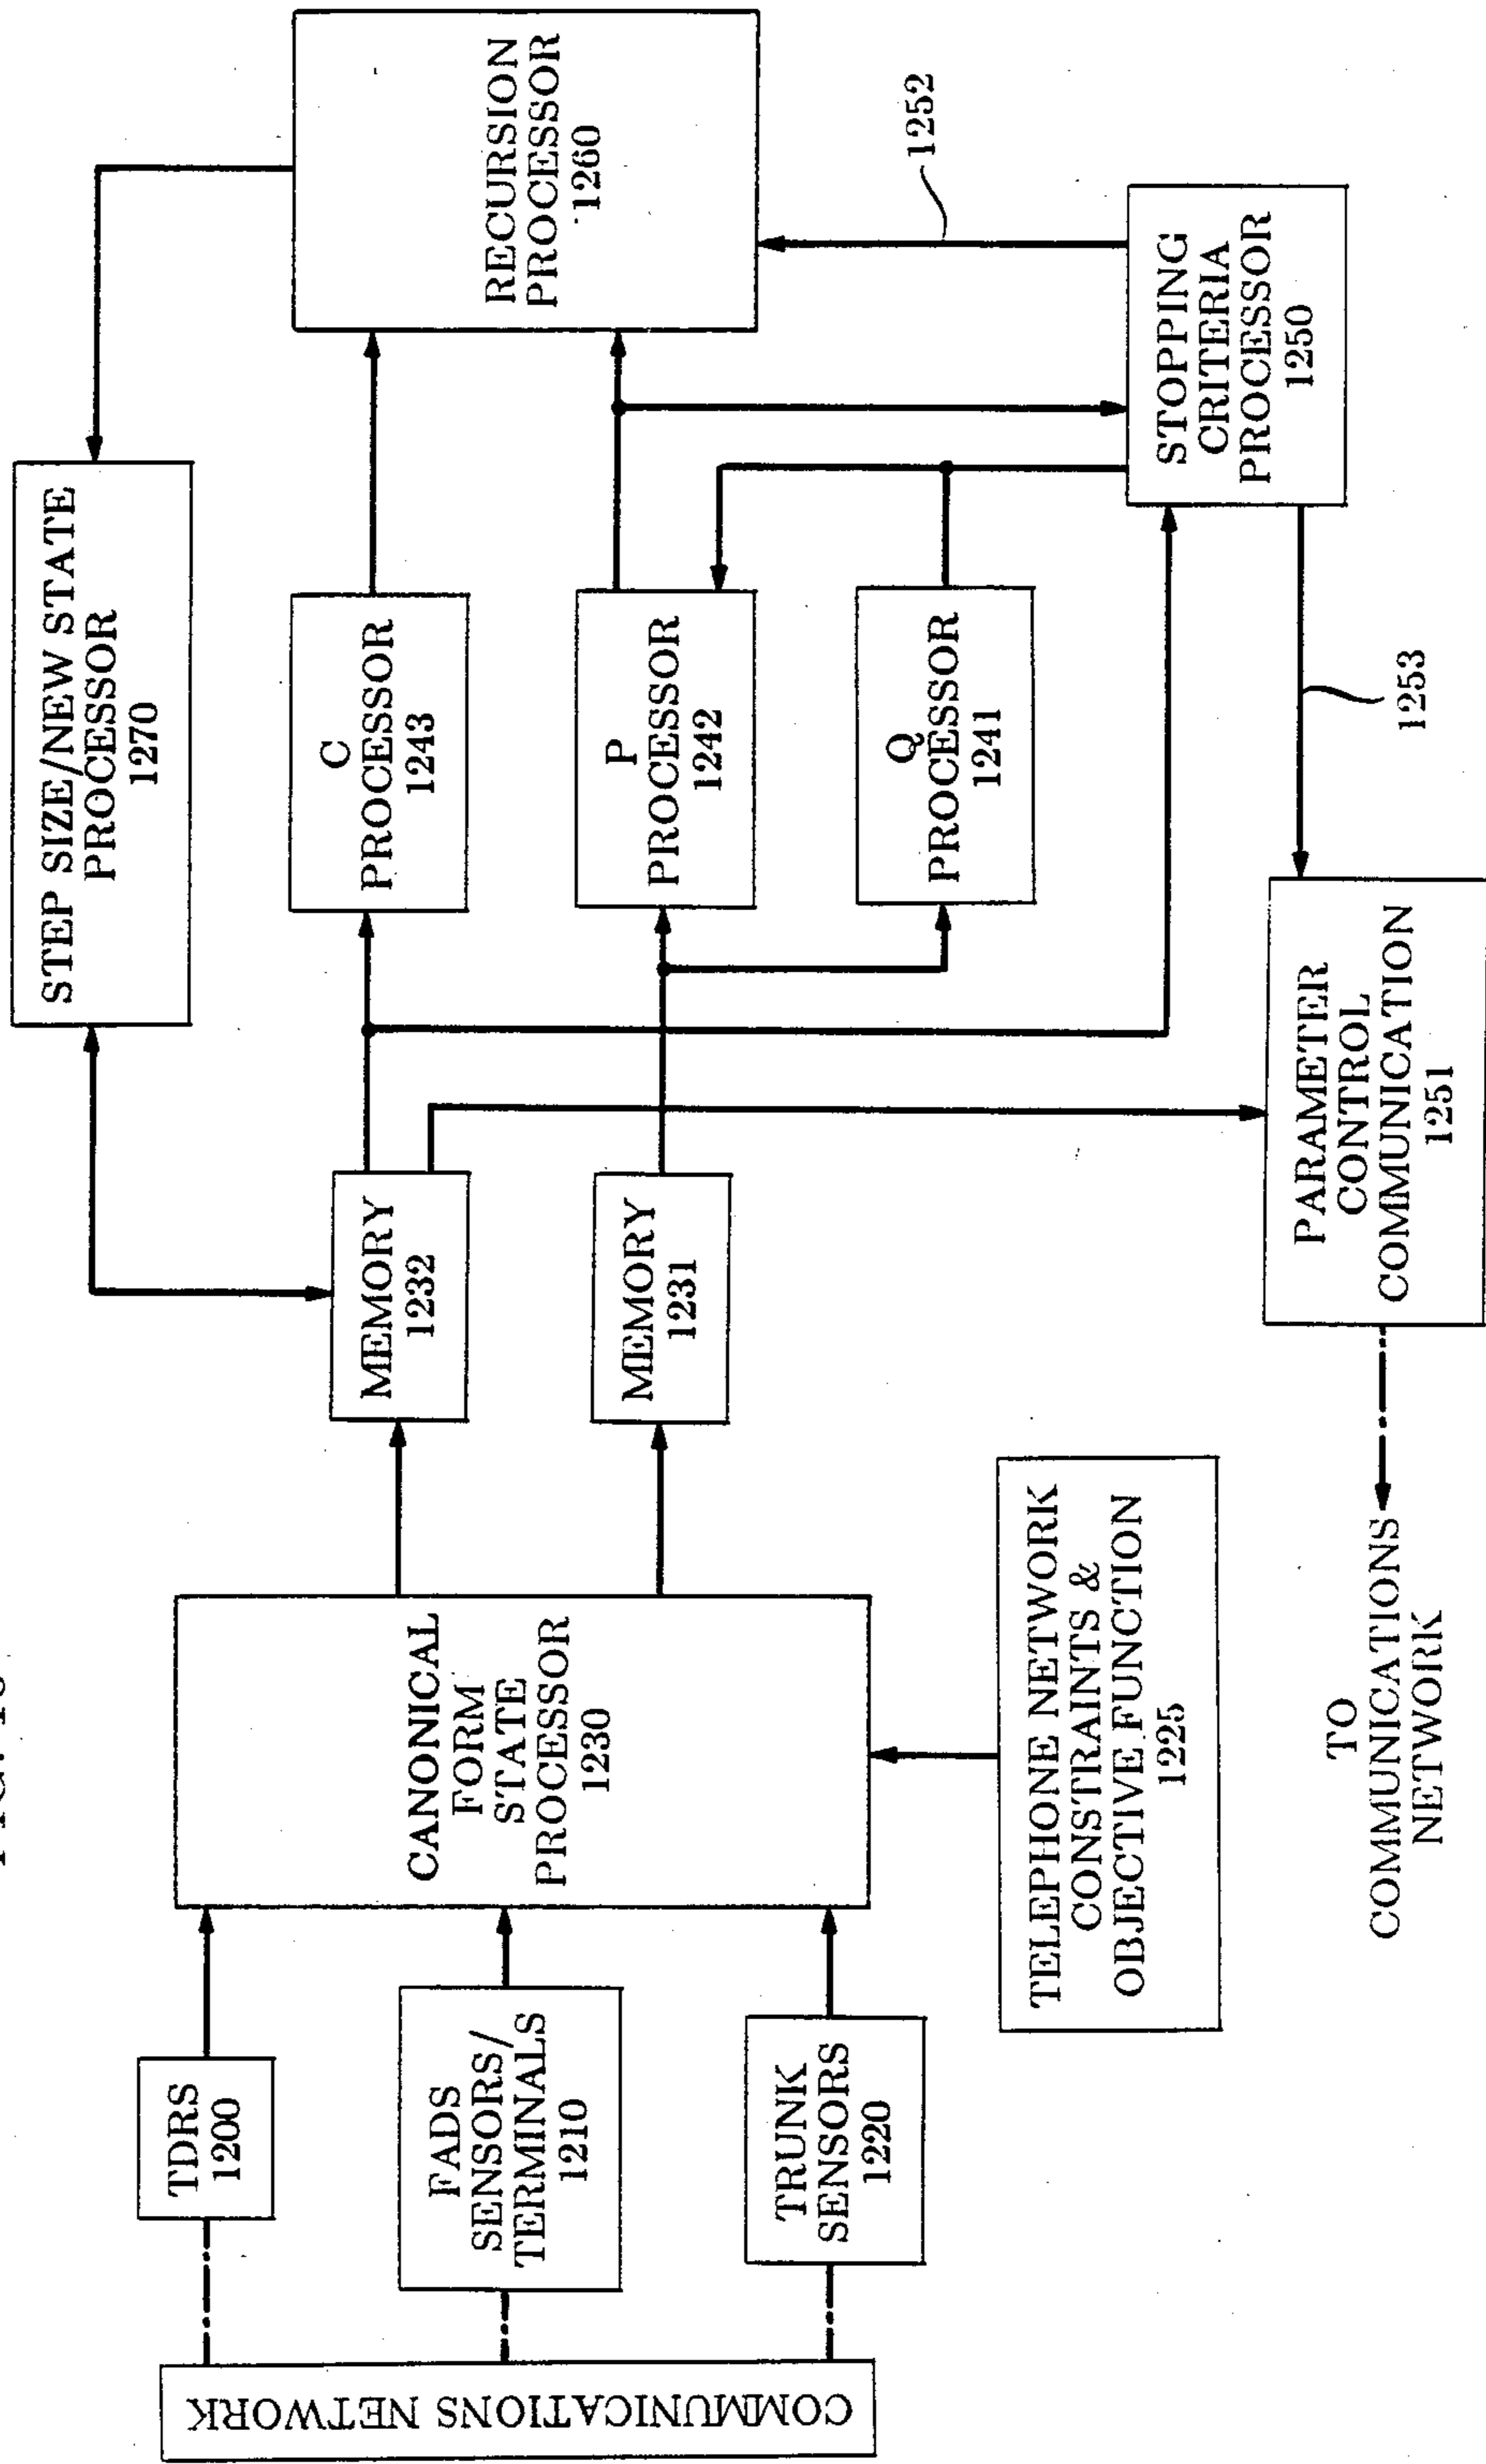 COMMUNICATIONS NETWORK
TDRS
1200
FADS
SENSORS/
TERMINALS
1210
TRUNK
SENSORS
1220
CANONICAL
FORM
STATE
PROCESSOR
1230
TELEPHONE NETWORK
CONSTRAINTS &
OBJECTIVE FUNCTION
1225
MEMORY
1232
MEMORY
1231
STEP SIZE/NEW STATE
PROCESSOR
1270
C
PROCESSOR
1243
P
PROCESSOR
1242
Q
PROCESSOR
1241
RECURSION
PROCESSOR
1260
1252
STOPPING
CRITERIA
PROCESSOR
1250
1253
PARAMETER
CONTROL
COMMUNICATION
1251
TO
COMMUNICATIONS
NETWORK